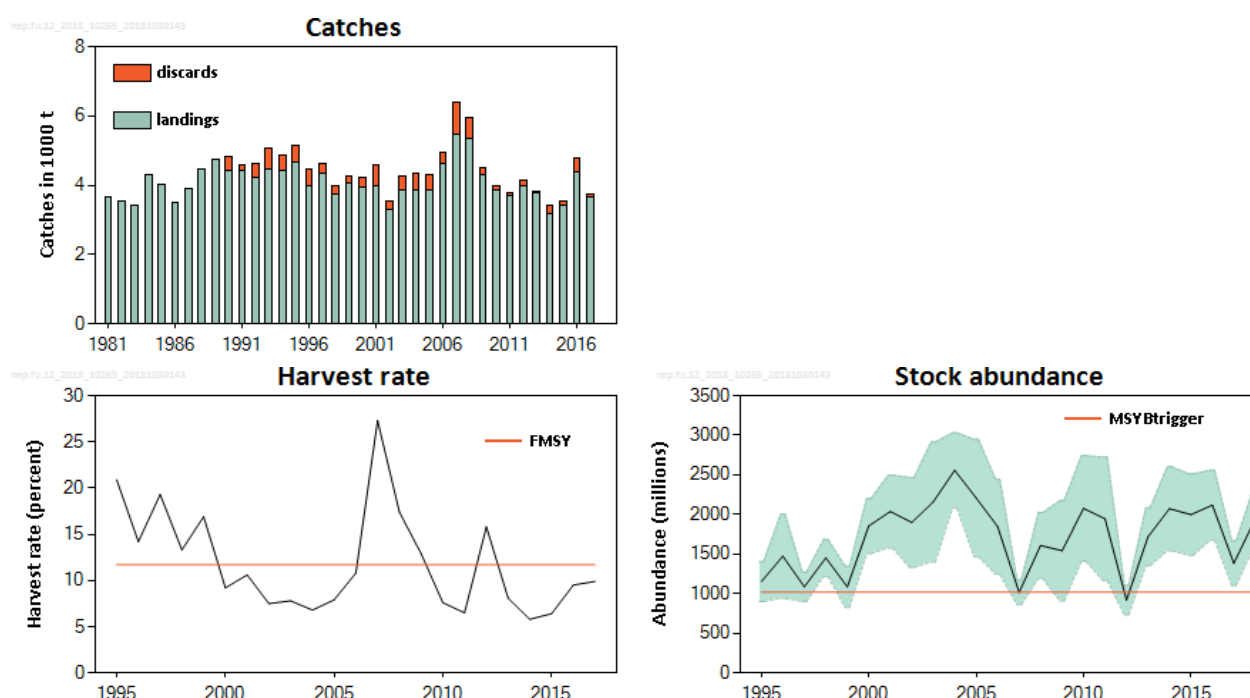 nep.fu.12_2018_10265_20181030143
Catches
Catches in 1000 t
8
6
4
2
0
discards
landings
1981 1986 1991 1996 2001 2006 2011 2016
nep.fu.12_2018_10265_20181030143
Harvest rate
Harvest rate (percent)
30
25
20
15
10
5
0
FMSY
1995 2000 2005 2010 2015
nep.fu.12_2018_10265_20181030143
Stock abundance
Abundance (millions)
3500
3000
2500
2000
1500
1000
500
0
MSYBtrigger
1995 2000 2005 2010 2015